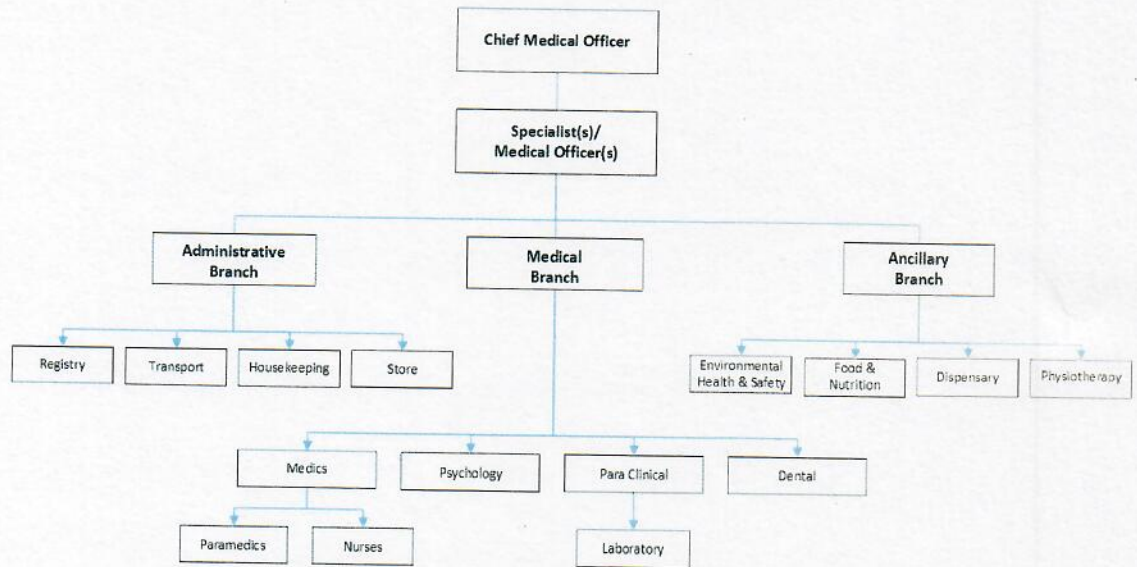 Chief Medical Officer
Specialist(s)/
Medical Officer(s)
Administrative
Branch
Medical
Branch
Ancillary
Branch
Registry
Transport
Housekeeping
Store
Environmental
Health & Safety
Food &
Nutrition
Dispensary
Physiotherapy
Medics
Psychology
Para Clinical
Dental
Paramedics
Nurses
Laboratory